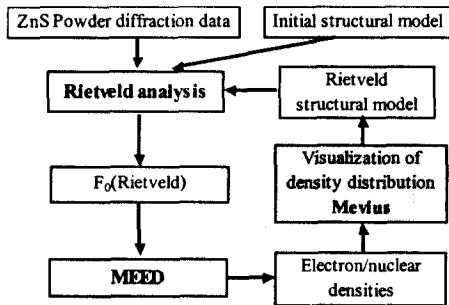 ZnS Powder diffraction data
Initial structural model
Rietveld analysis
Rietveld
structural model
Visualization of
density distribution
Mevius
F₀(Rietveld)
MEED
Electron/nuclear
densities